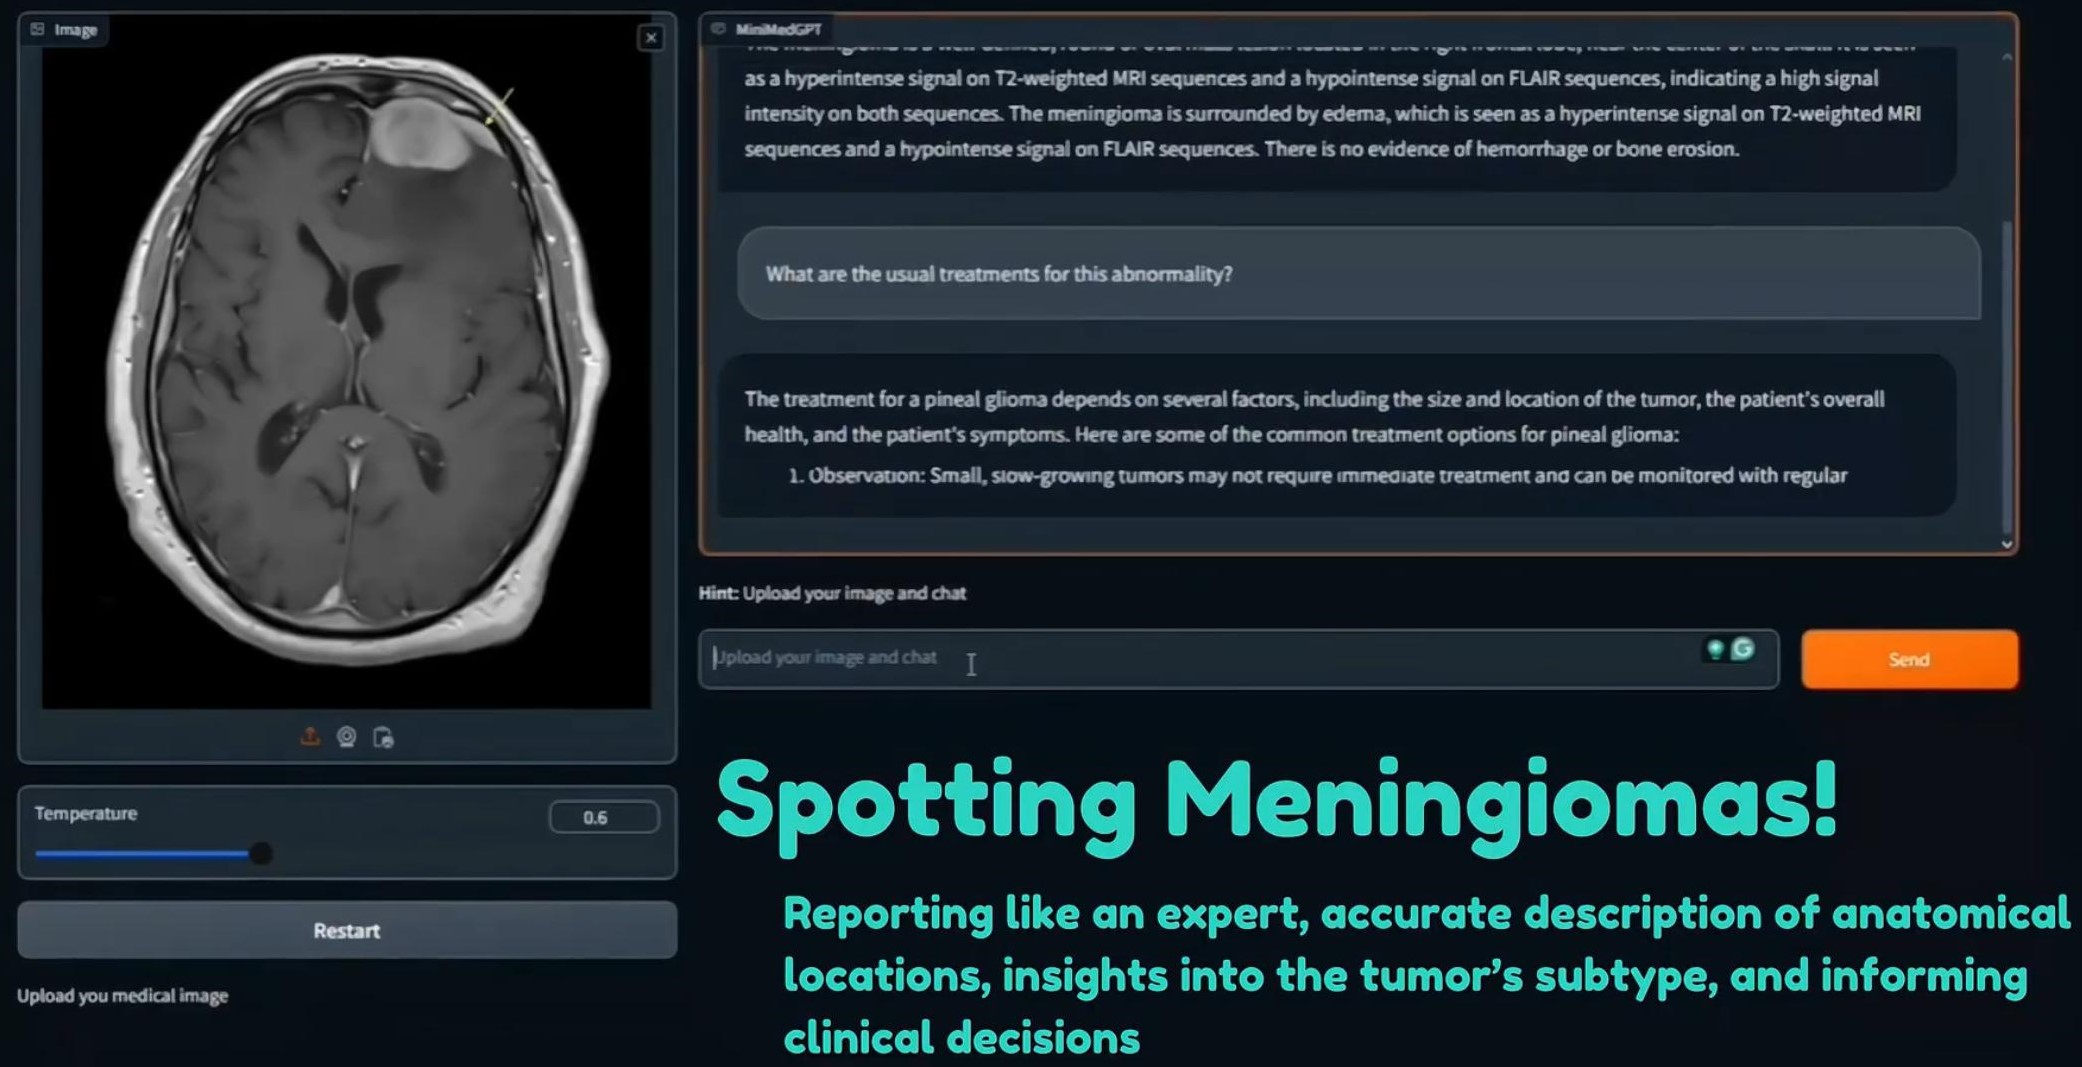 Image
MiniMedGPT
as a hyperintense signal on T2-weighted MRI sequences and a hypointense signal on FLAIR sequences, indicating a high signal
intensity on both sequences. The meningioma is surrounded by edema, which is seen as a hyperintense signal on T2-weighted MRI
sequences and a hypointense signal on FLAIR sequences. There is no evidence of hemorrhage or bone erosion.
What are the usual treatments for this abnormality?
The treatment for a pineal glioma depends on several factors, including the size and location of the tumor, the patient's overall
health, and the patient's symptoms. Here are some of the common treatment options for pineal glioma:
1. Observation: Small, slow-growing tumors may not require immediate treatment and can be monitored with regular
Hint: Upload your image and chat
Upload your image and chat
Send
Temperature
0.6
Restart
Upload you medical image
Spotting Meningiomas!
Reporting like an expert, accurate description of anatomical
locations, insights into the tumor’s subtype, and informing
clinical decisions